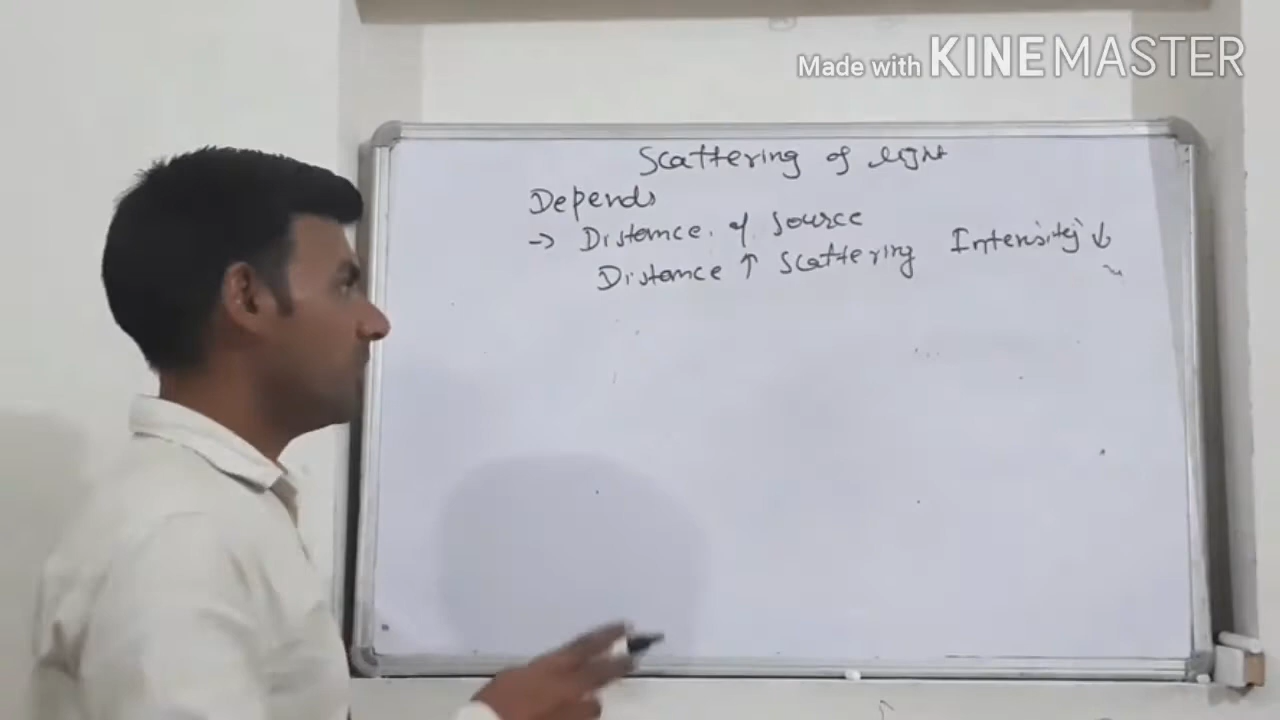 Made with KINEMASTER
Scattering of light
Depends
→ Distance of source
Distance ↑ Scattering Intensity ↓